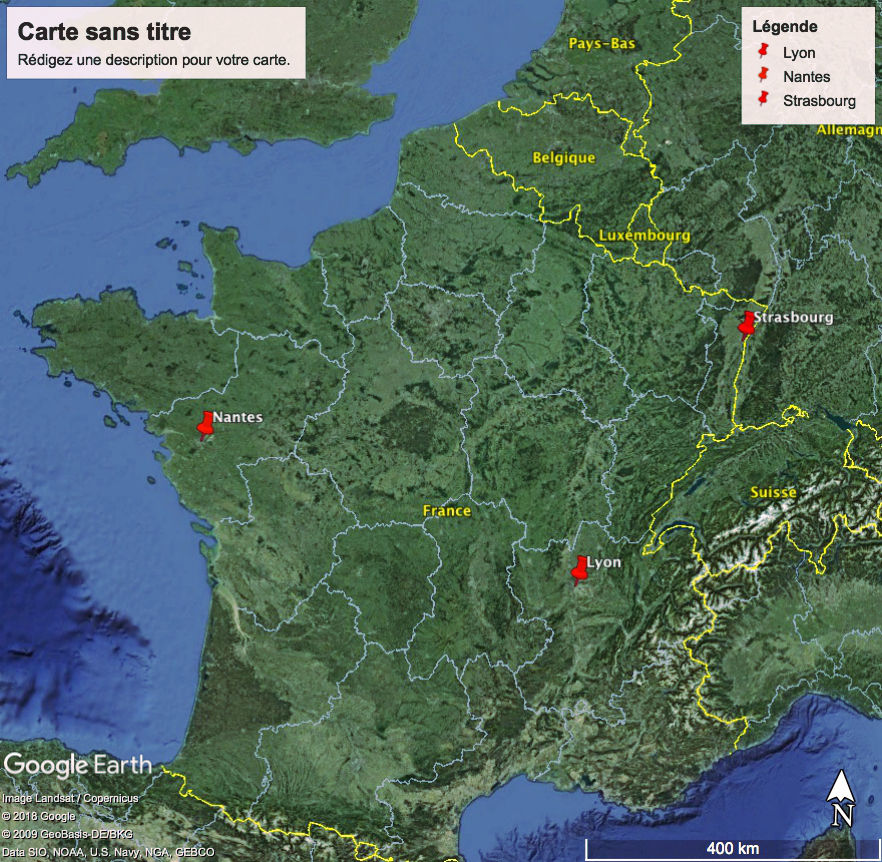 Carte sans titre
Rédigez une description pour votre carte.
Légende
Lyon
Nantes
Strasbourg
Pays-Bas
Allemagn
Belgique
Luxembourg
Strasbourg
Nantes
Suisse
France
Lyon
Google Earth
Image Landsat / Copernicus
© 2016 Google
© 2009 GeoBasis-DE/BKG
Data SIO, NOAA, U.S. Navy, NGA, GEBCO
N
400 km